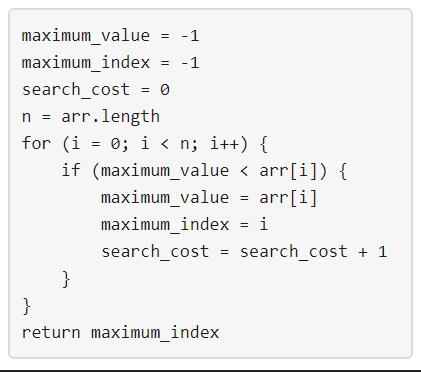 maximum_value = -1
maximum_index = -1
search_cost = 0
n = arr.length
for (i = 0; i < n; i++) {
    if (maximum_value < arr[i]) {
        maximum_value = arr[i]
        maximum_index = i
        search_cost = search_cost + 1
    }
}
return maximum_index